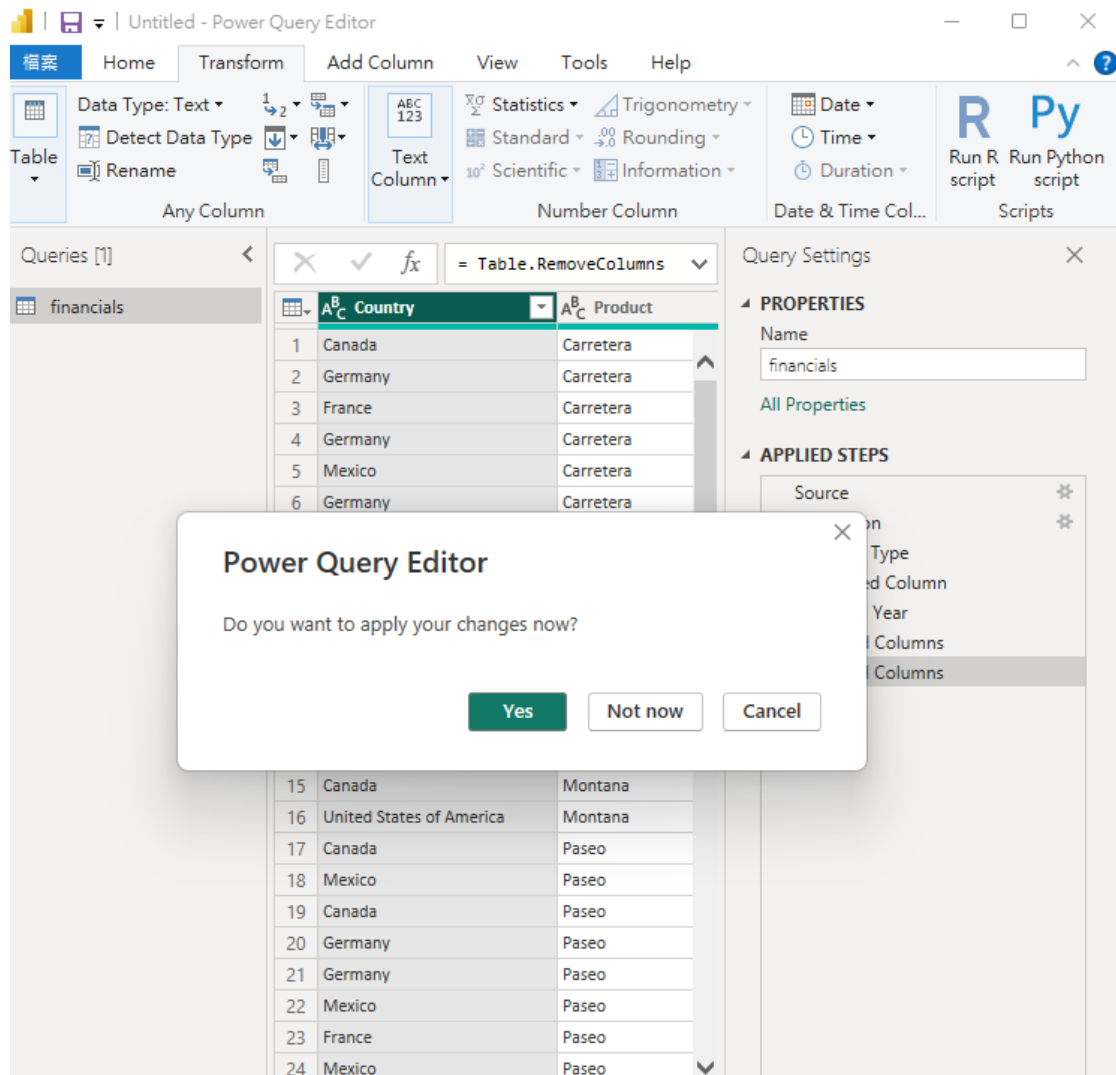 Untitled - Power Query Editor
檔案 Home Transform Add Column View Tools Help
Table
Data Type: Text
Detect Data Type
Rename
Any Column
ABC
123
Text
Column
Statistics
Standard
Scientific
Trigonometry
Rounding
Information
Number Column
Date
Time
Duration
Date & Time Col...
R Py
Run R script
Run Python script
Scripts
Queries [1]
financials
fx = Table.RemoveColumns
Country Product
1 Canada Carretera
2 Germany Carretera
3 France Carretera
4 Germany Carretera
5 Mexico Carretera
6 Germany Carretera
15 Canada Montana
16 United States of America Montana
17 Canada Paseo
18 Mexico Paseo
19 Canada Paseo
20 Germany Paseo
21 Germany Paseo
22 Mexico Paseo
23 France Paseo
24 Mexico Paseo
Power Query Editor
Do you want to apply your changes now?
Yes Not now Cancel
Query Settings
PROPERTIES
Name
financials
All Properties
APPLIED STEPS
Source
Type
Column
Year
Columns
Columns